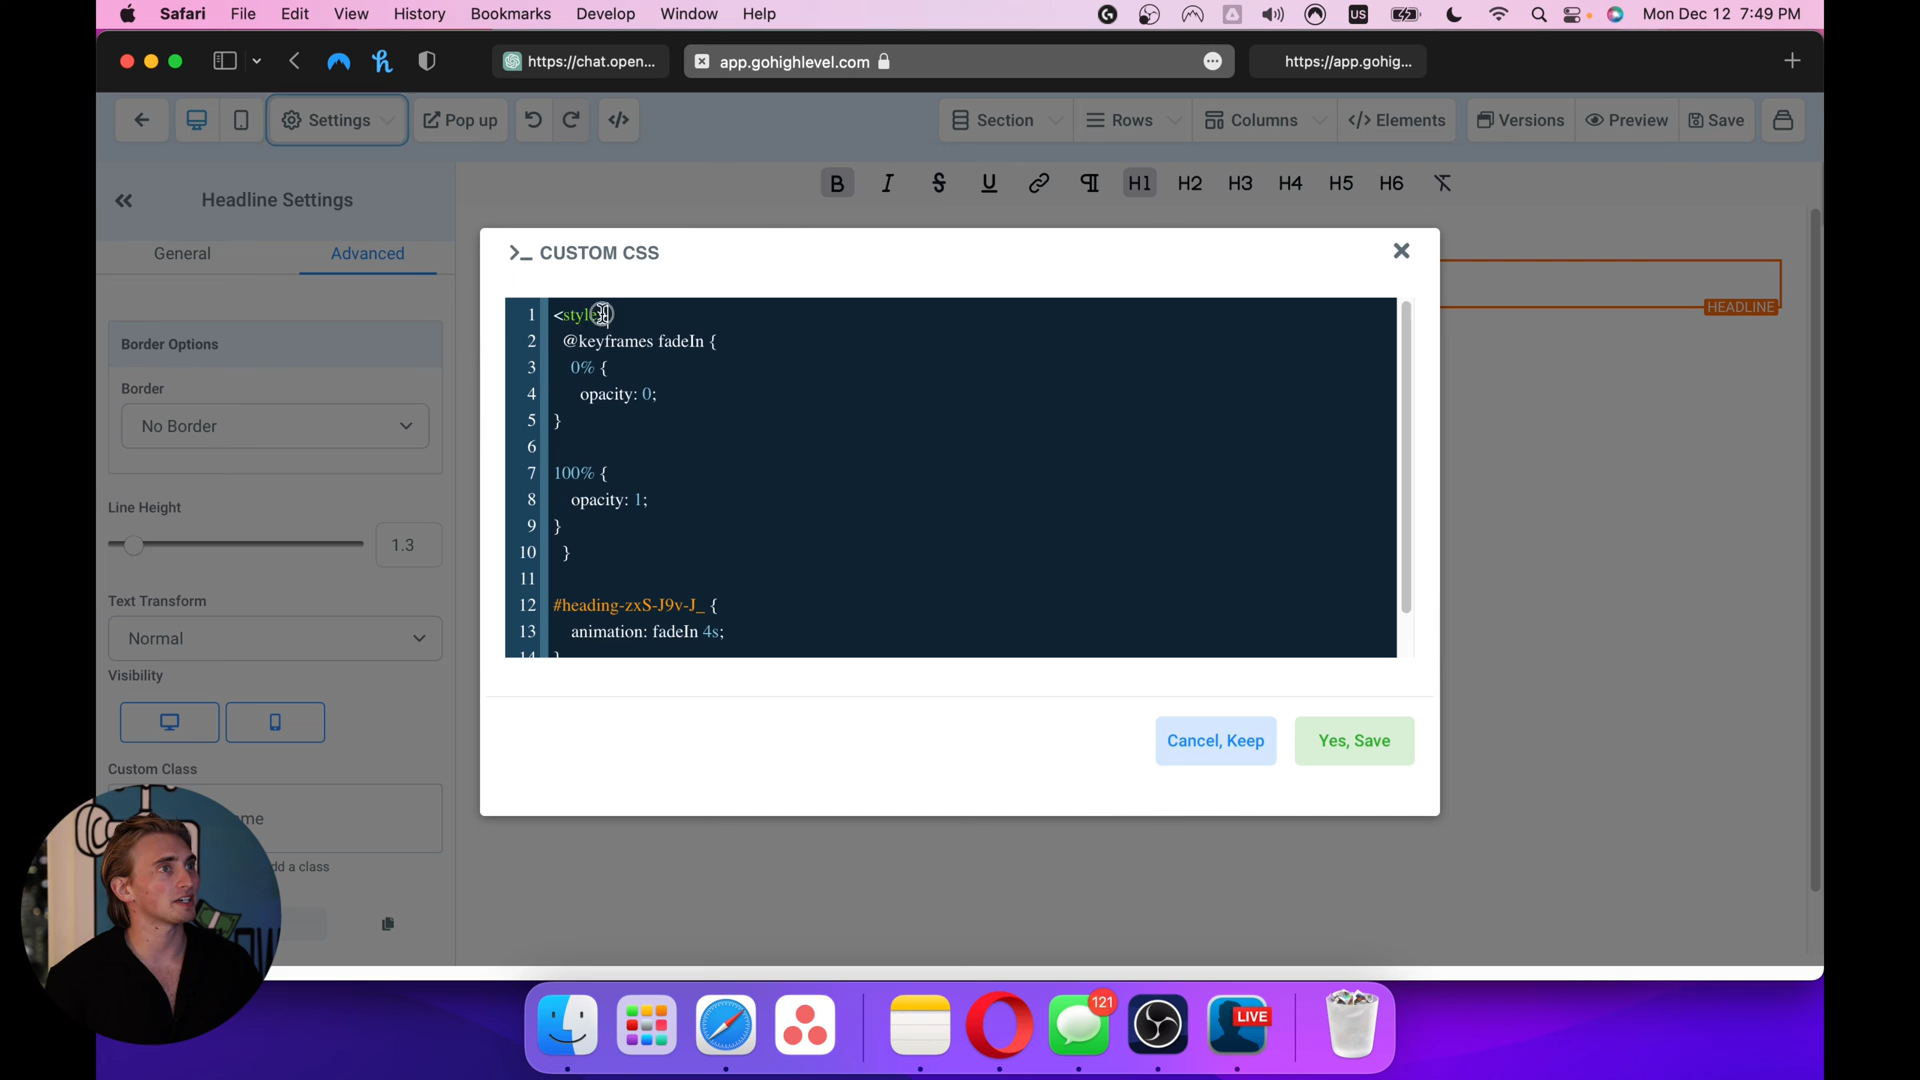 Safari File Edit View History Bookmarks Develop Window Help US Mon Dec 12 7:49 PM
https://chat.open... app.gohighlevel.com https://app.gohig...
Settings Pop up </> Section Rows Columns </> Elements Versions Preview Save
B I S U H1 H2 H3 H4 H5 H6
Headline Settings
General Advanced
Border Options
Border
No Border
Line Height
1.3
Text Transform
Normal
Visibility
Custom Class
me
dd a class
HEADLINE
>_ CUSTOM CSS
1 <style>
2 @keyframes fadeIn {
3 0% {
4 opacity: 0;
5 }
6
7 100% {
8 opacity: 1;
9 }
10 }
11
12 #heading-zxS-J9v-J_ {
13 animation: fadeIn 4s;
14 }
Cancel, Keep Yes, Save
121
LIVE